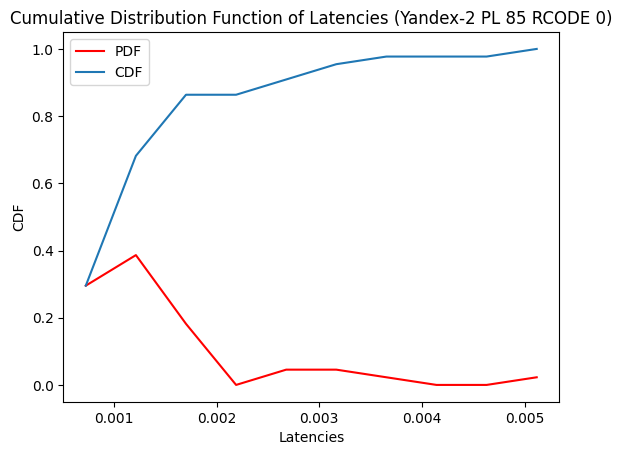 Cumulative Distribution Function of Latencies (Yandex-2 PL 85 RCODE 0)
PDF
CDF
CDF
1.0
0.8
0.6
0.4
0.2
0.0
0.001 0.002 0.003 0.004 0.005
Latencies